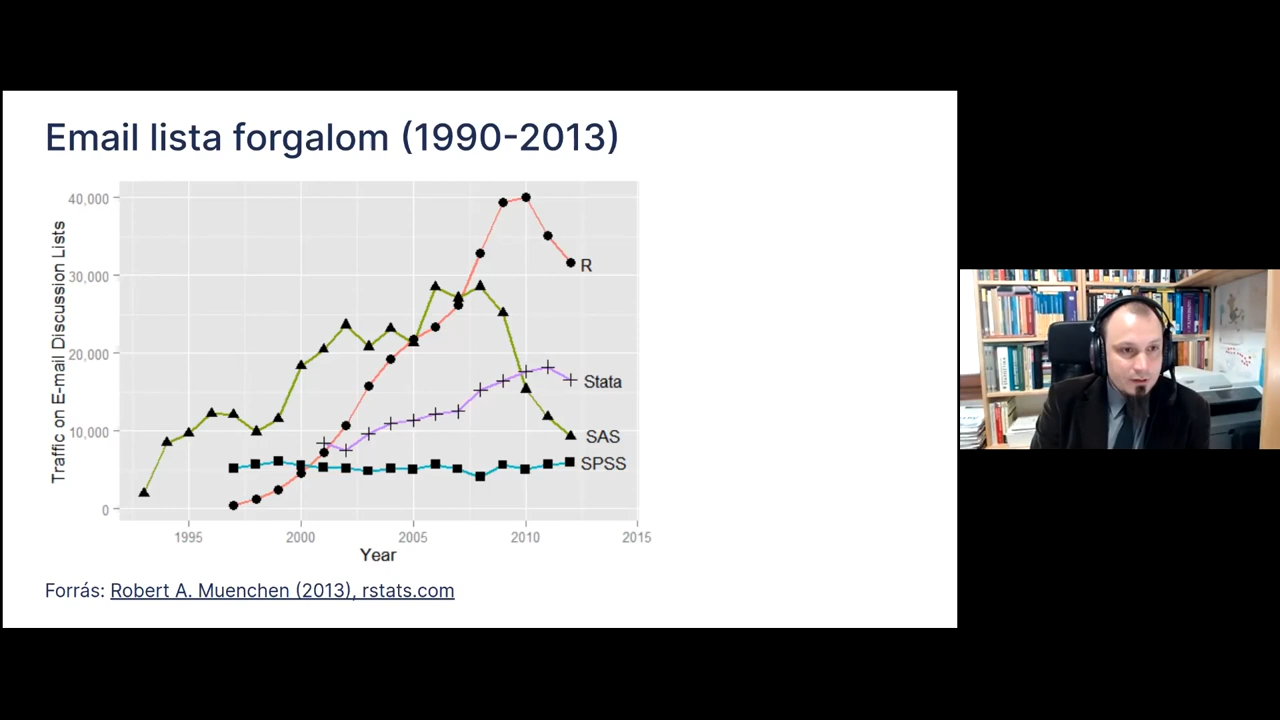 Email lista forgalom (1990-2013)
40,000
30,000
20,000
10,000
0
Traffic on E-mail Discussion Lists
R
Stata
SAS
SPSS
1995
2000
2005
2010
2015
Year
Forrás: Robert A. Muenchen (2013), rstats.com